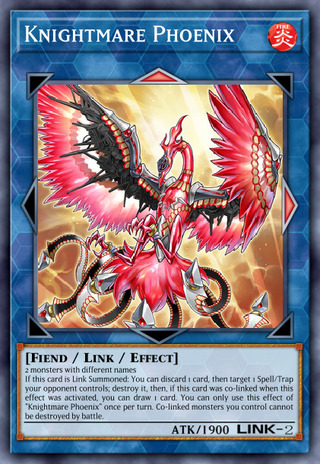 Knightmare Phoenix
FIRE
炎
[Fiend / Link / Effect]
2 monsters with different names
If this card is Link Summoned: You can discard 1 card, then target 1 Spell/Trap
your opponent controls; destroy it, then, if this card was co-linked when this
effect was activated, you can draw 1 card. You can only use this effect of
"Knightmare Phoenix" once per turn. Co-linked monsters you control cannot
be destroyed by battle.
ATK/1900 LINK-2